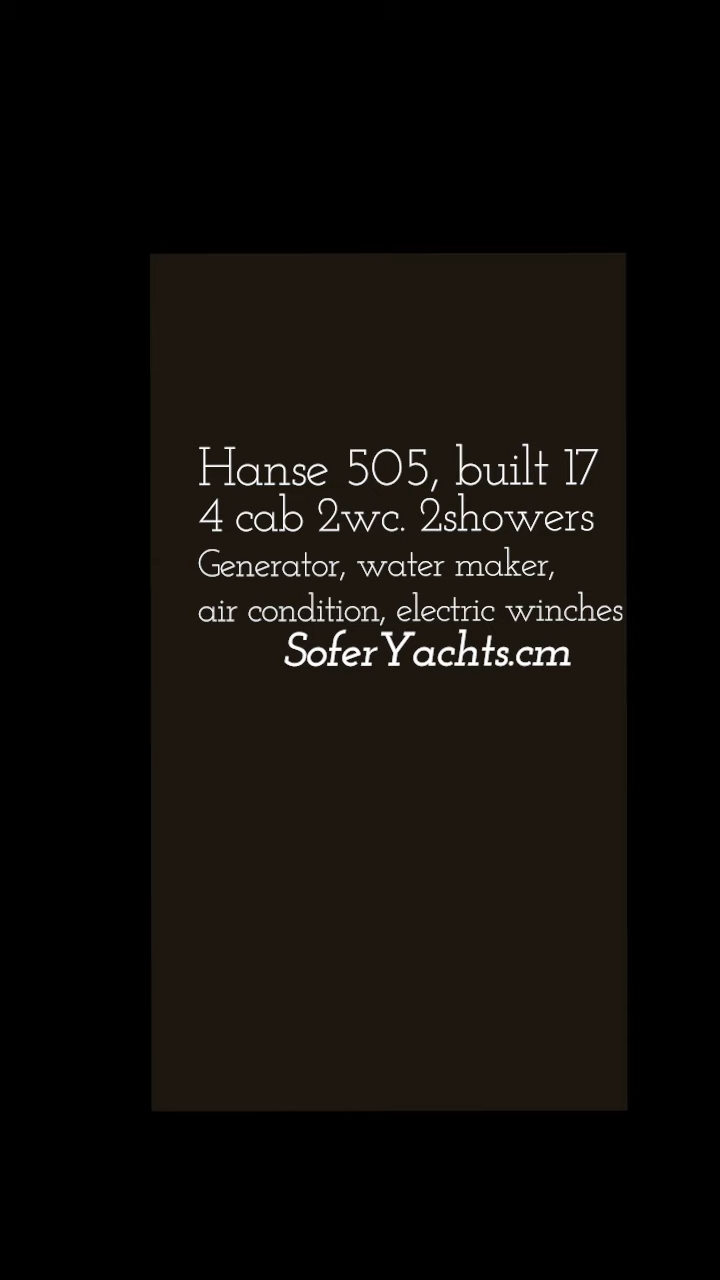 Hanse 505, built 17
4 cab 2wc. 2showers
Generator, water maker,
air condition, electric winches
SoferYachts.cm